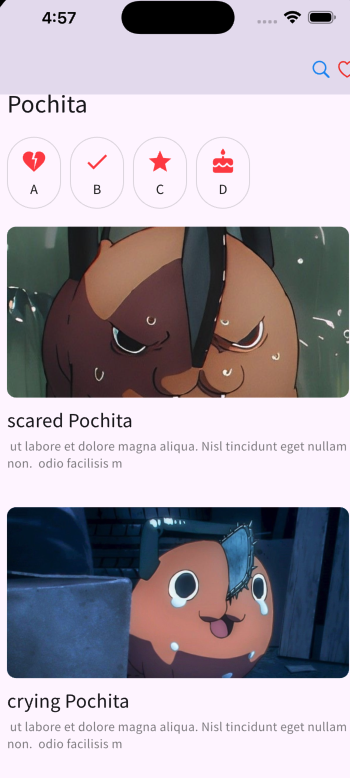 4:57
Pochita
A B C D
scared Pochita
ut labore et dolore magna aliqua. Nisl tincidunt eget nullam
non.  odio facilisis m
crying Pochita
ut labore et dolore magna aliqua. Nisl tincidunt eget nullam
non.  odio facilisis m